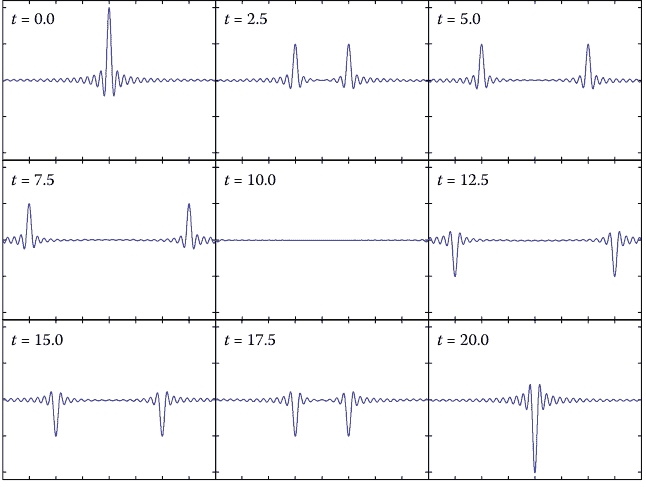 t = 0.0
t = 2.5
t = 5.0
t = 7.5
t = 10.0
t = 12.5
t = 15.0
t = 17.5
t = 20.0